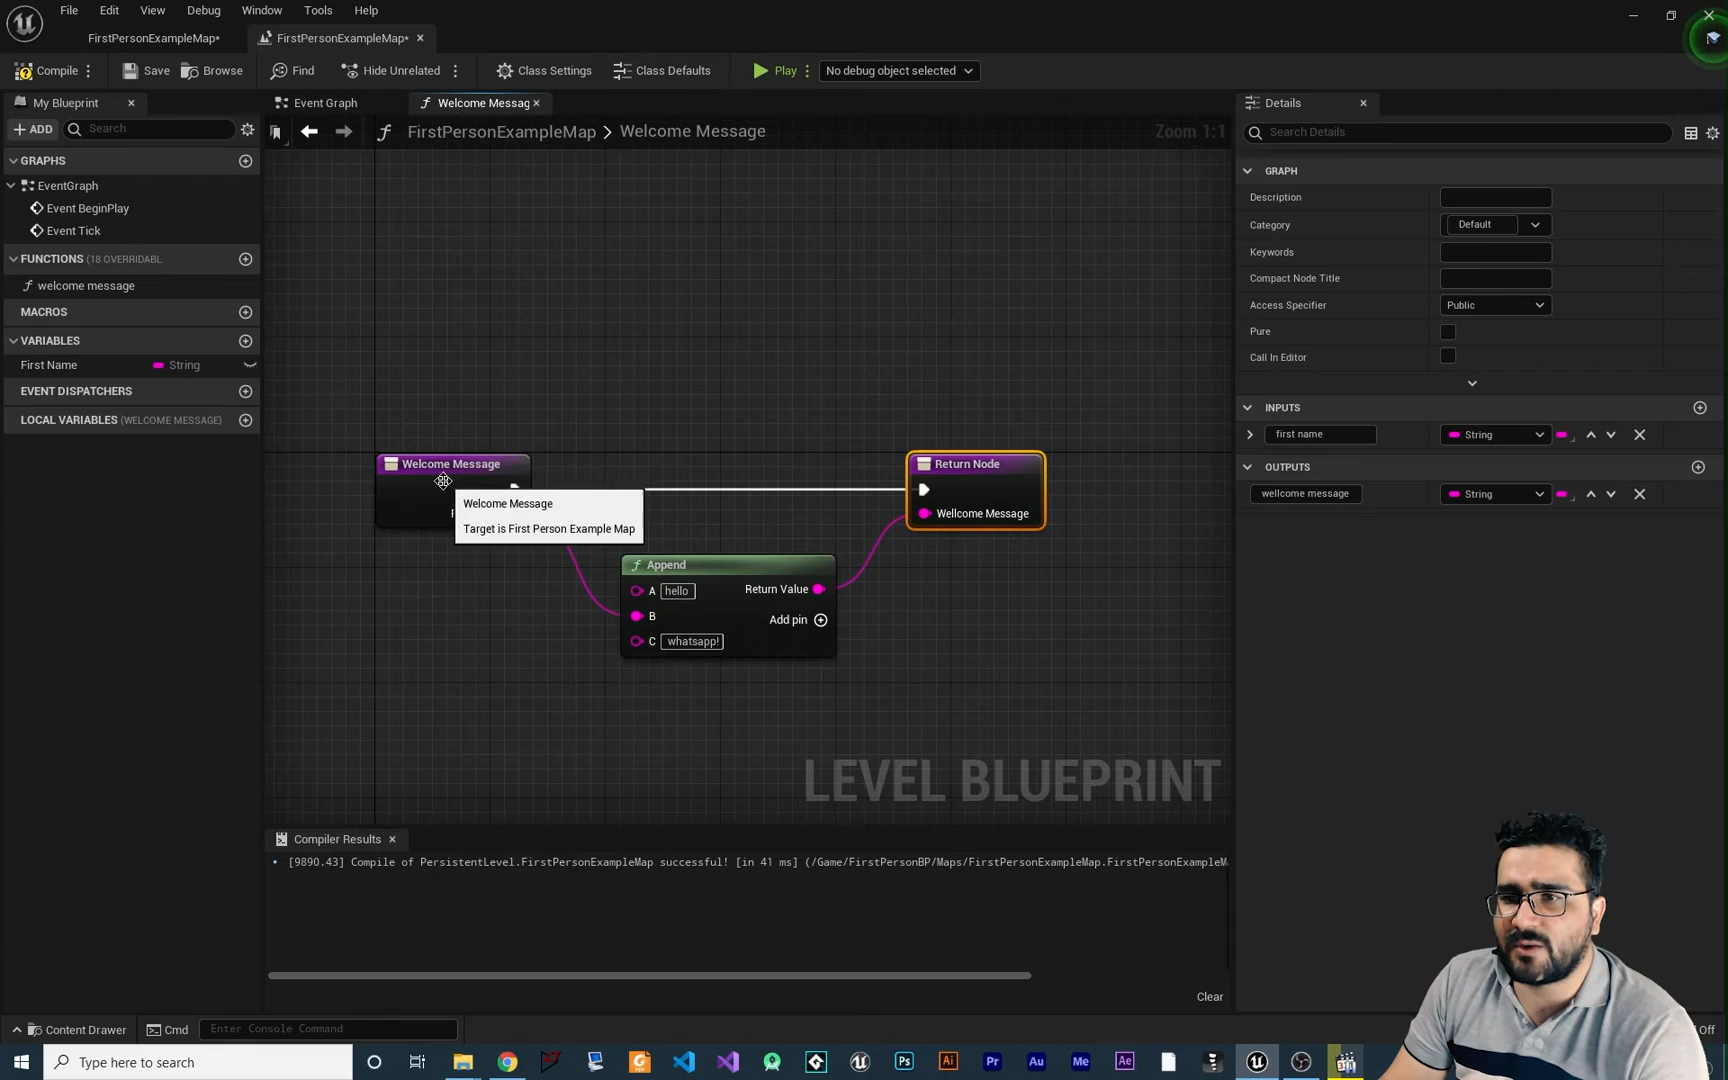 File Edit View Debug Window Tools Help
FirstPersonExampleMap* FirstPersonExampleMap*
Compile Save Browse Find Hide Unrelated Class Settings Class Defaults Play No debug object selected
My Blueprint Event Graph Welcome Messag Details
ADD Search FirstPersonExampleMap > Welcome Message Zoom 1:1 Search Details
GRAPHS
EventGraph
Event BeginPlay
Event Tick
FUNCTIONS (18 OVERRIDABL
welcome message
MACROS
VARIABLES
First Name String
EVENT DISPATCHERS
LOCAL VARIABLES (WELCOME MESSAGE)
Welcome Message
Welcome Message
Target is First Person Example Map
Append
A hello Return Value
B Add pin
C whatsapp!
Return Node
Wellcome Message
LEVEL BLUEPRINT
GRAPH
Description
Category Default
Keywords
Compact Node Title
Access Specifier Public
Pure
Call In Editor
INPUTS
first name String
OUTPUTS
wellcome message String
Compiler Results
[9890.43] Compile of PersistentLevel.FirstPersonExampleMap successful! [in 41 ms] (/Game/FirstPersonBP/Maps/FirstPersonExampleMap.FirstPersonExampleM
Clear
Content Drawer Cmd Enter Console Command Off
Type here to search Ps Ai Pr Au Me Ae